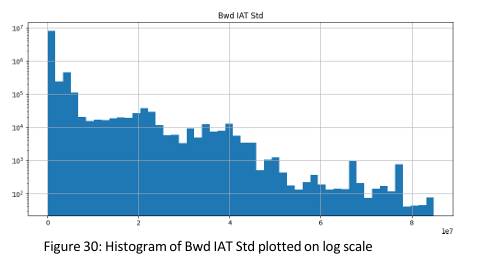 Bwd IAT Std
10⁷
10⁶
10⁵
10⁴
10³
10²
0 2 4 6 8
1e7
Figure 30: Histogram of Bwd IAT Std plotted on log scale